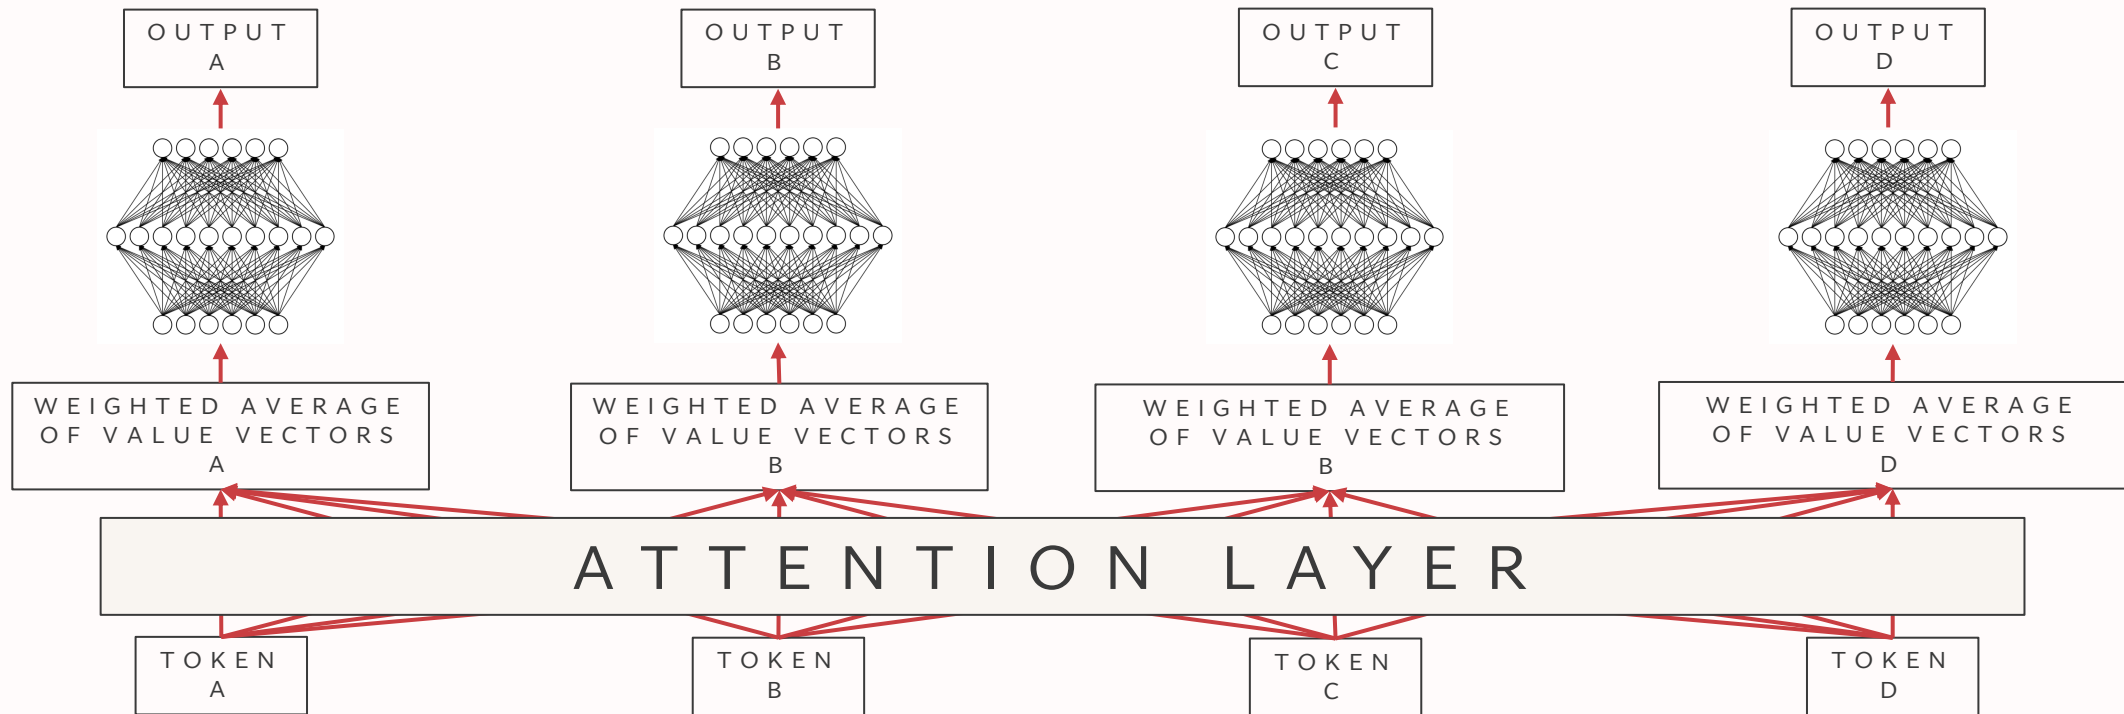 OUTPUT
A
OUTPUT
B
OUTPUT
C
OUTPUT
D
WEIGHTED AVERAGE
OF VALUE VECTORS
A
WEIGHTED AVERAGE
OF VALUE VECTORS
B
WEIGHTED AVERAGE
OF VALUE VECTORS
B
WEIGHTED AVERAGE
OF VALUE VECTORS
D
ATTENTION LAYER
TOKEN
A
TOKEN
B
TOKEN
C
TOKEN
D